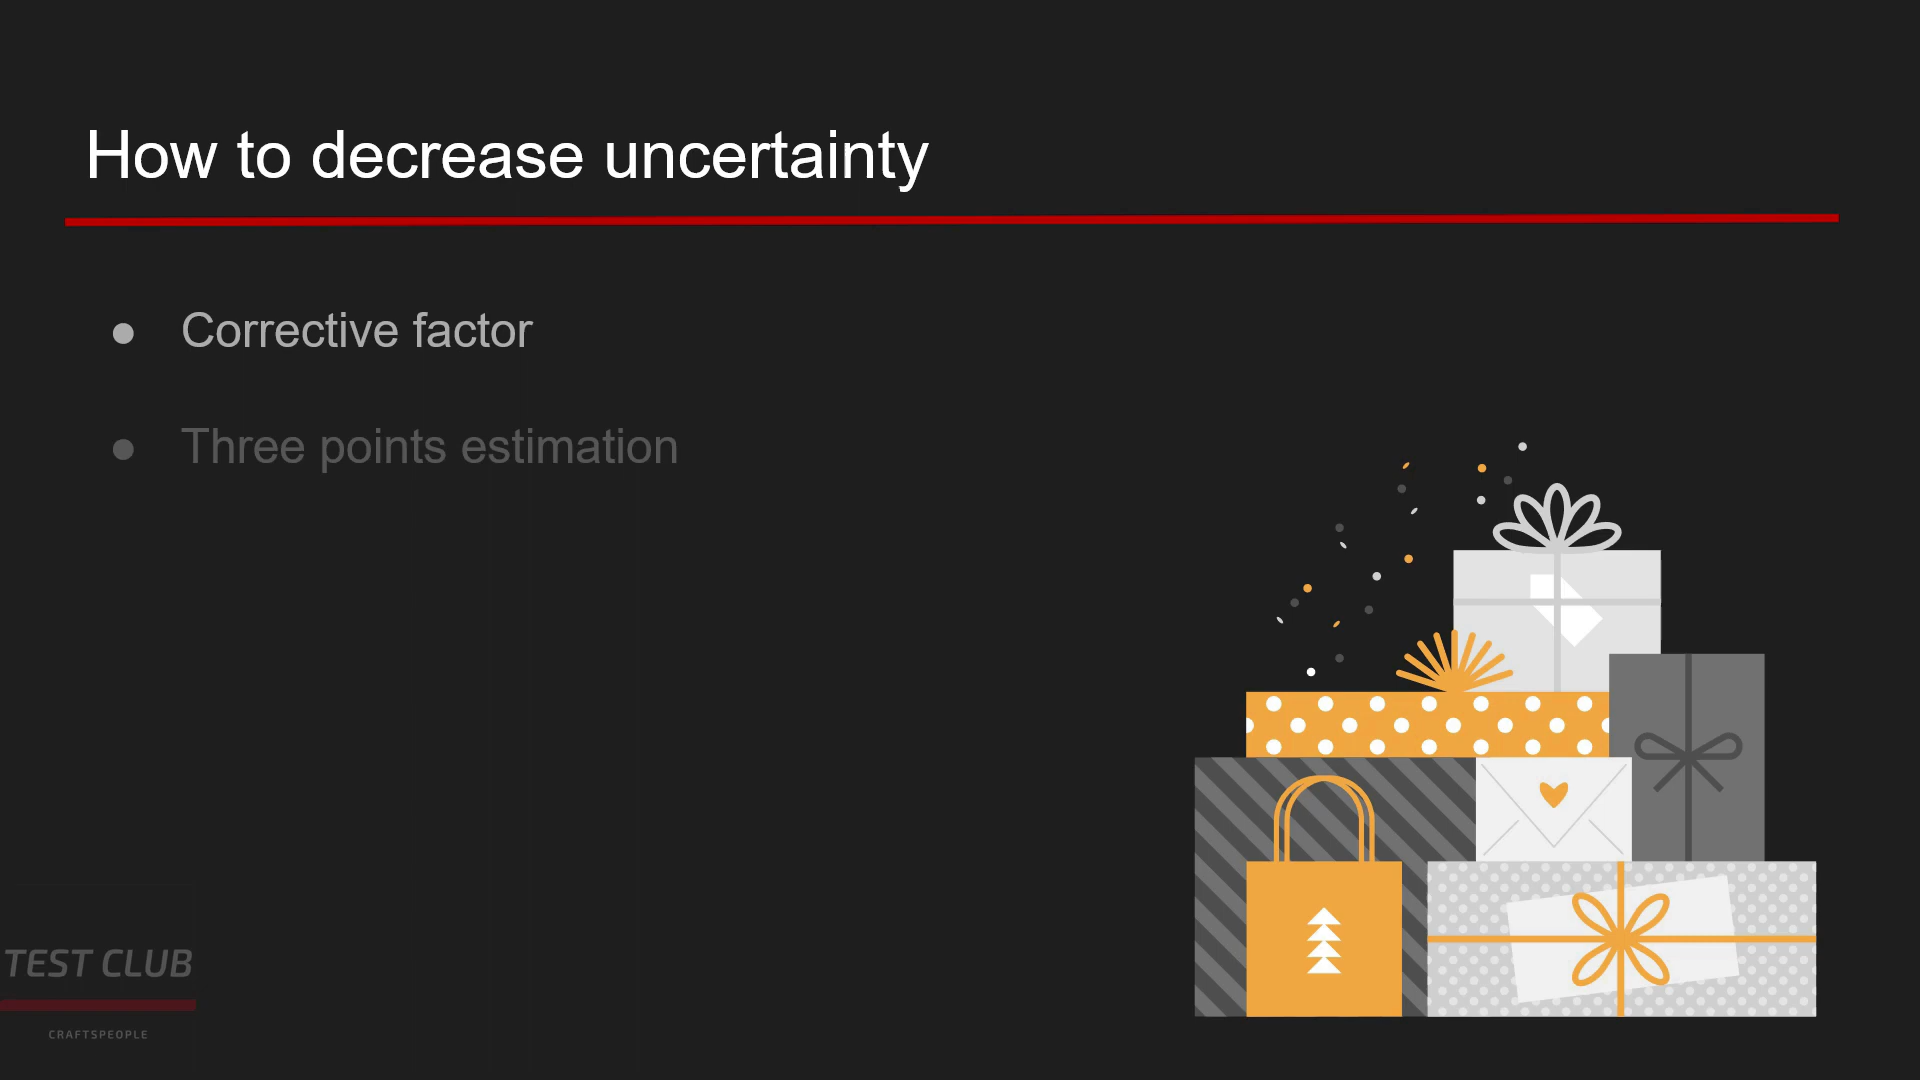 How to decrease uncertainty
● Corrective factor
● Three points estimation
TEST CLUB
CRAFTSPEOPLE